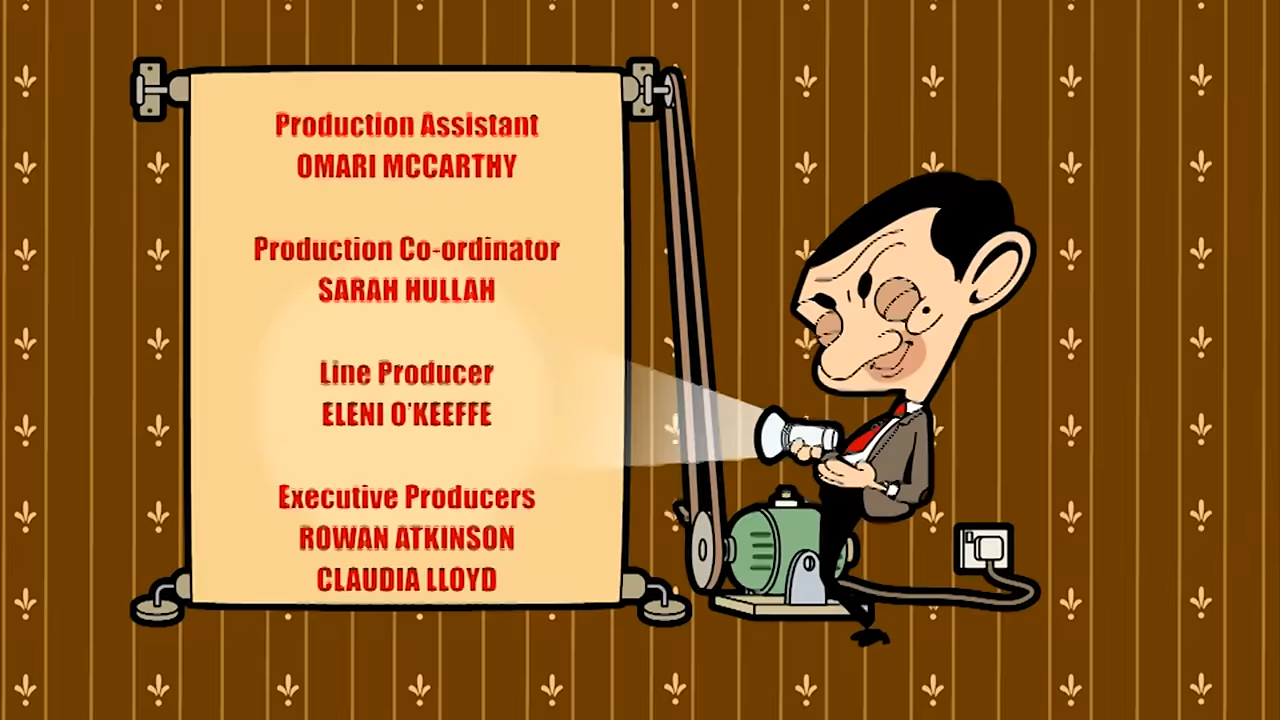 Production Assistant
OMARI MCCARTHY
Production Co-ordinator
SARAH HULLAH
Line Producer
ELENI O'KEEFFE
Executive Producers
ROWAN ATKINSON
CLAUDIA LLOYD